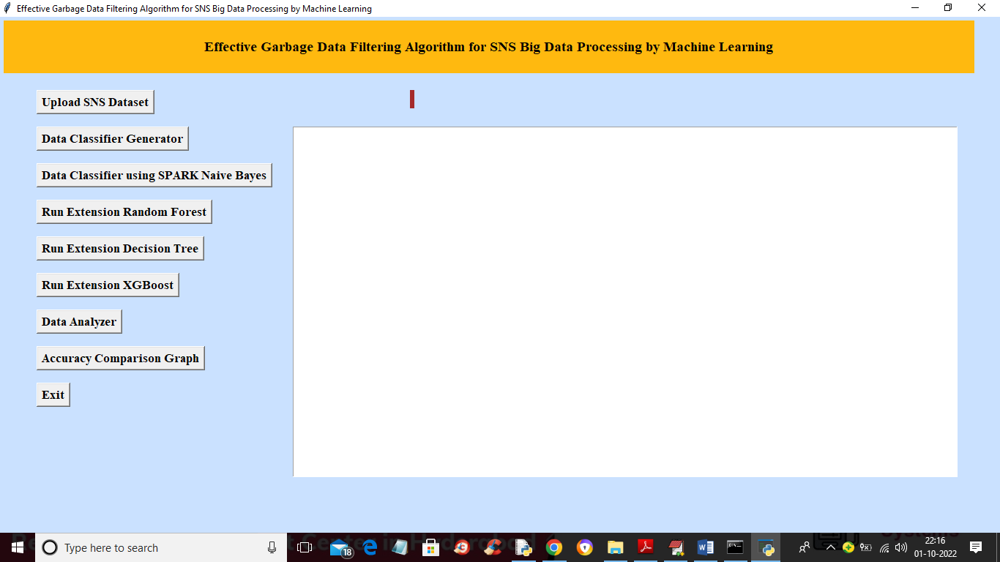 Effective Garbage Data Filtering Algorithm for SNS Big Data Processing by Machine Learning
Effective Garbage Data Filtering Algorithm for SNS Big Data Processing by Machine Learning
Upload SNS Dataset
Data Classifier Generator
Data Classifier using SPARK Naive Bayes
Run Extension Random Forest
Run Extension Decision Tree
Run Extension XGBoost
Data Analyzer
Accuracy Comparison Graph
Exit
Type here to search
18
22:16
01-10-2022